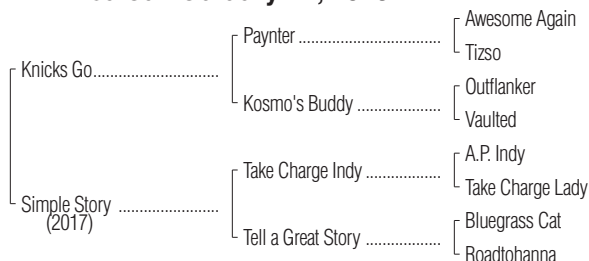 Awesome Again
Paynter ........................................
Tizso
Knicks Go...................................
Outflanker
Kosmo's Buddy .......................
Vaulted
A.P. Indy
Take Charge Indy .....................
Take Charge Lady
Simple Story ............................
(2017)
Bluegrass Cat
Tell a Great Story .....................
Roadtohanna